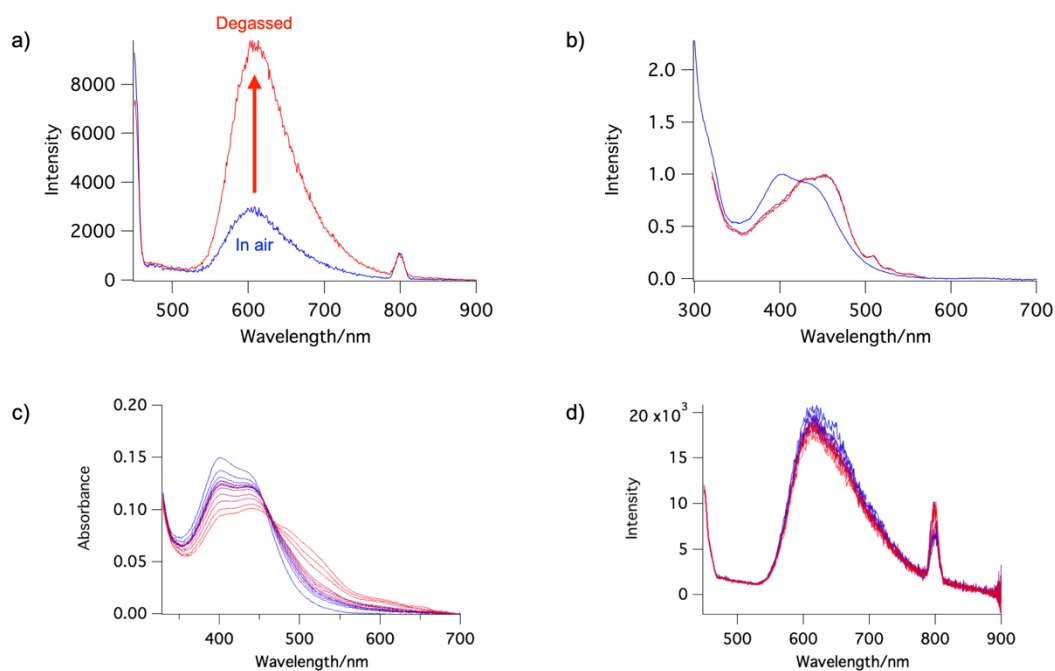 a)
Degassed
8000
6000
4000
2000
0
Intensity
In air
500 600 700 800 900
Wavelength/nm
b)
2.0
1.5
1.0
0.5
0.0
Intensity
300 400 500 600 700
Wavelength/nm
c)
0.20
0.15
0.10
0.05
0.00
Absorbance
400 500 600 700
Wavelength/nm
d)
20 x10³
15
10
5
0
Intensity
500 600 700 800 900
Wavelength/nm